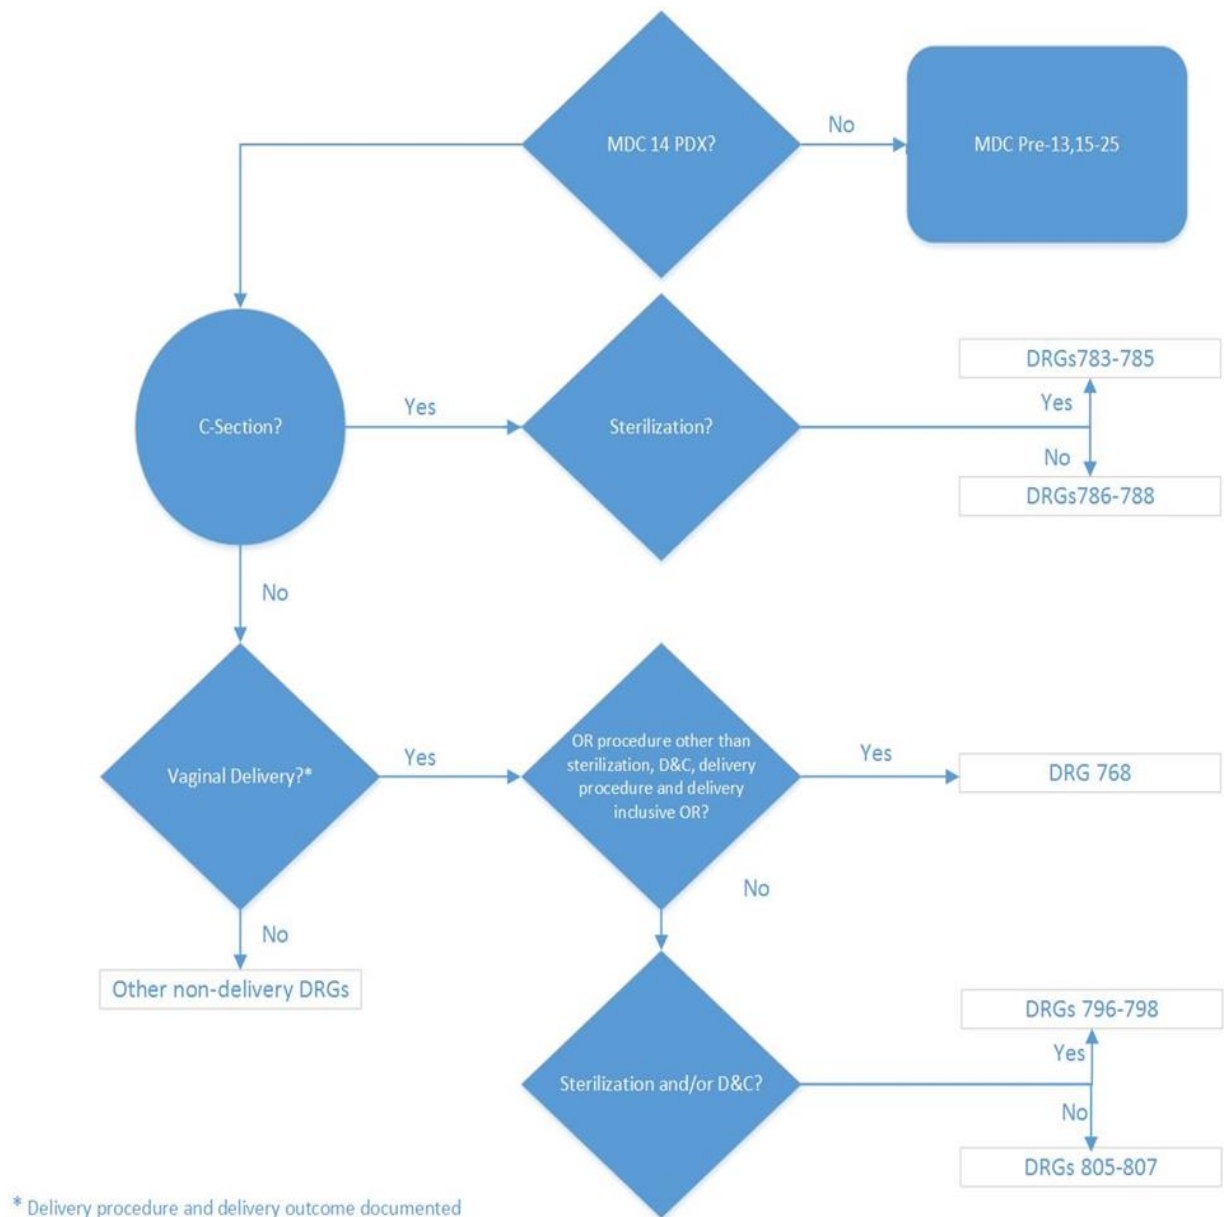 MDC 14 PDX?
No
MDC Pre-13,15-25
C-Section?
Yes
Sterilization?
DRGs783-785
Yes
No
DRGs786-788
No
Vaginal Delivery?*
Yes
OR procedure other than
sterilization, D&C, delivery
procedure and delivery
inclusive OR?
Yes
DRG 768
No
No
Other non-delivery DRGs
Sterilization and/or D&C?
DRGs 796-798
Yes
No
DRGs 805-807
* Delivery procedure and delivery outcome documented